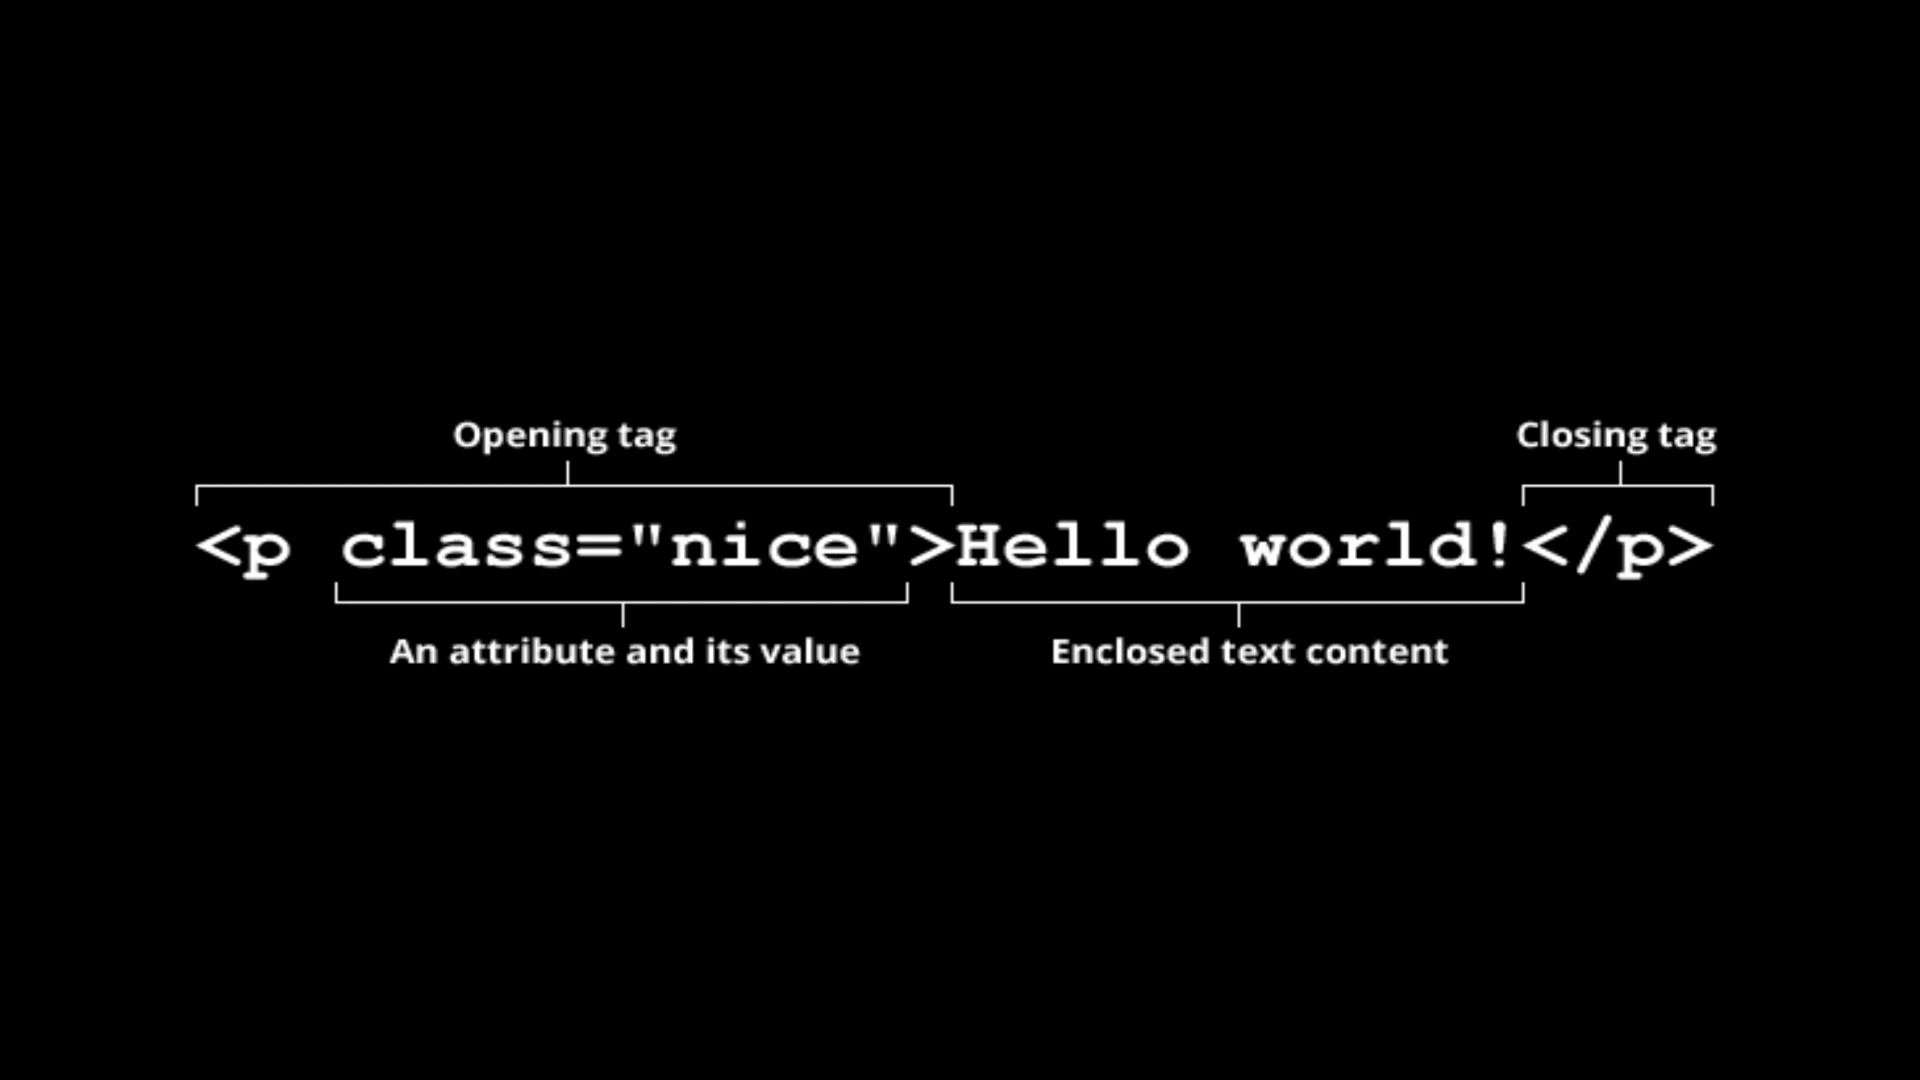 Opening tag
Closing tag
<p class="nice">Hello world!</p>
An attribute and its value
Enclosed text content